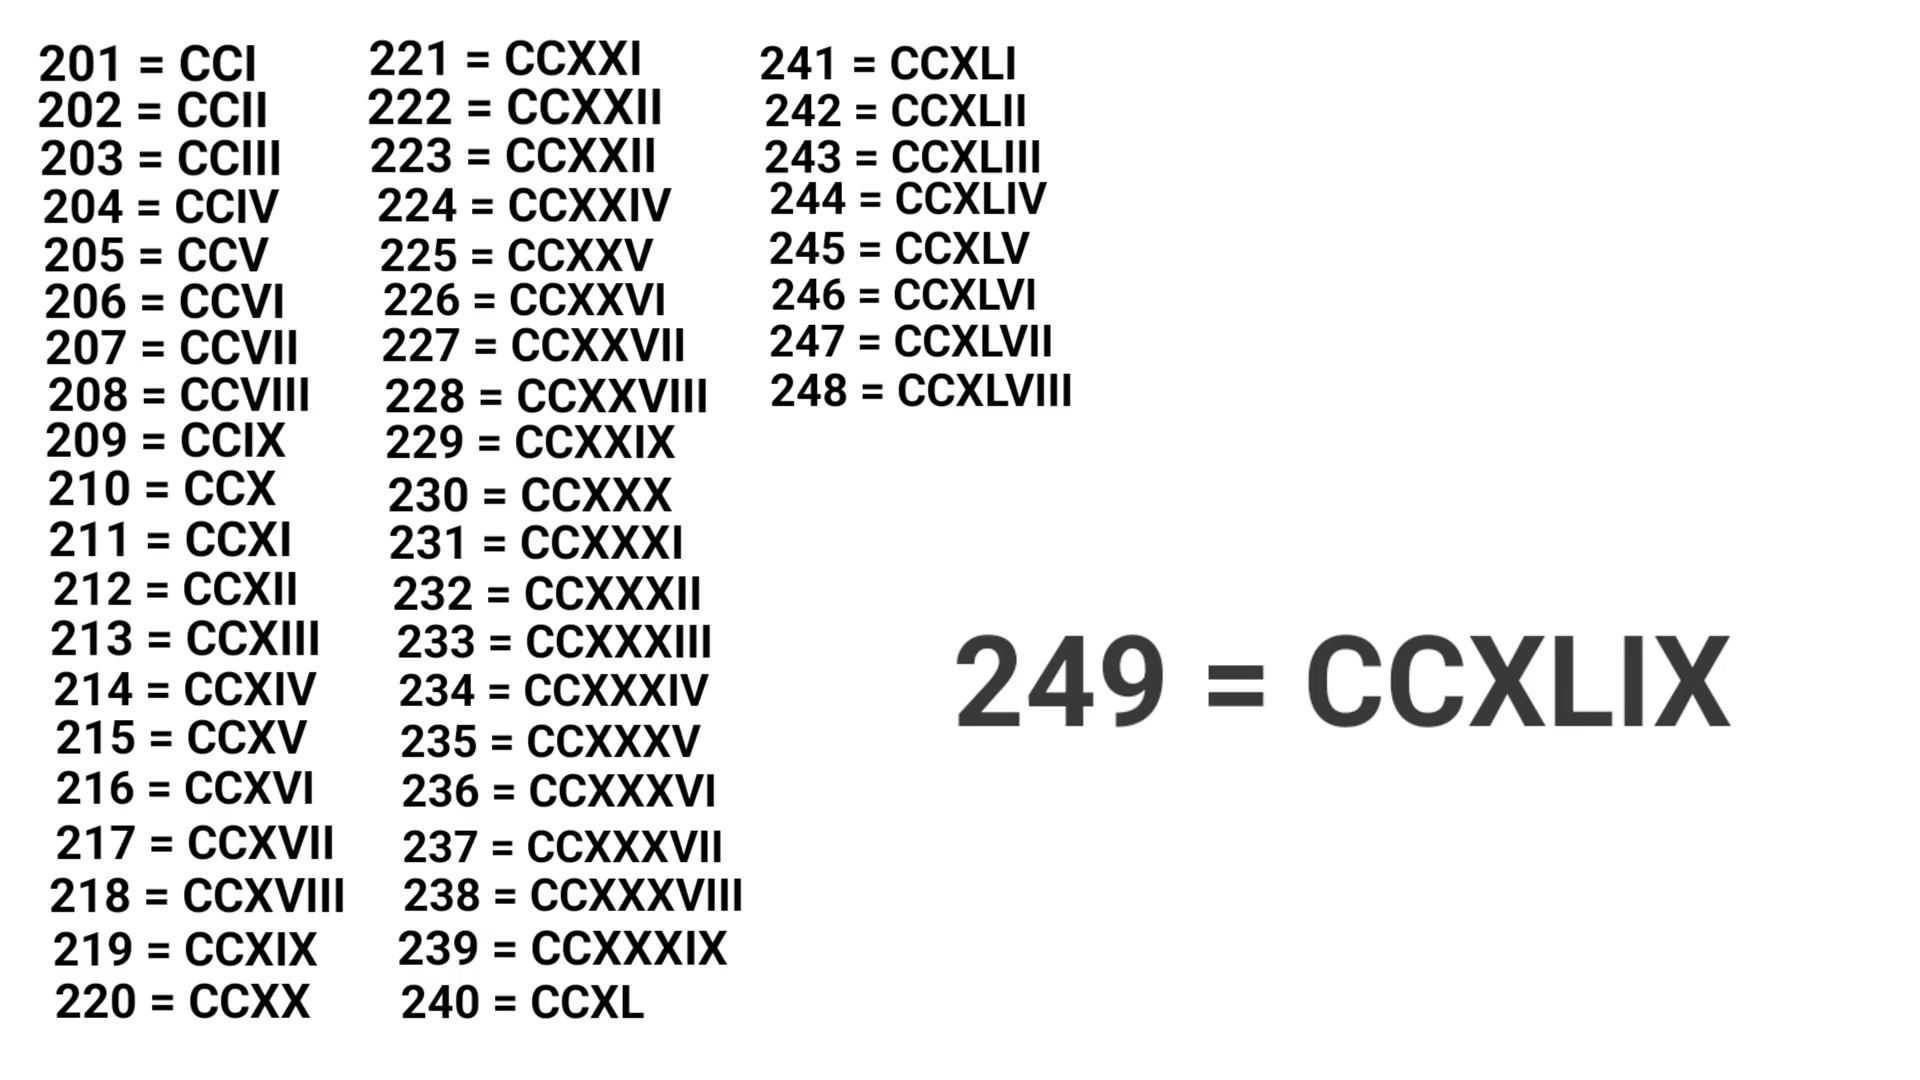 201 = CCI
202 = CCII
203 = CCIII
204 = CCIV
205 = CCV
206 = CCVI
207 = CCVII
208 = CCVIII
209 = CCIX
210 = CCX
211 = CCXI
212 = CCXII
213 = CCXIII
214 = CCXIV
215 = CCXV
216 = CCXVI
217 = CCXVII
218 = CCXVIII
219 = CCXIX
220 = CCXX
221 = CCXXI
222 = CCXXII
223 = CCXXII
224 = CCXXIV
225 = CCXXV
226 = CCXXVI
227 = CCXXVII
228 = CCXXVIII
229 = CCXXIX
230 = CCXXX
231 = CCXXXI
232 = CCXXXII
233 = CCXXXIII
234 = CCXXXIV
235 = CCXXXV
236 = CCXXXVI
237 = CCXXXVII
238 = CCXXXVIII
239 = CCXXXIX
240 = CCXL
241 = CCXLI
242 = CCXLII
243 = CCXLIII
244 = CCXLIV
245 = CCXLV
246 = CCXLVI
247 = CCXLVII
248 = CCXLVIII
249 = CCXLIX